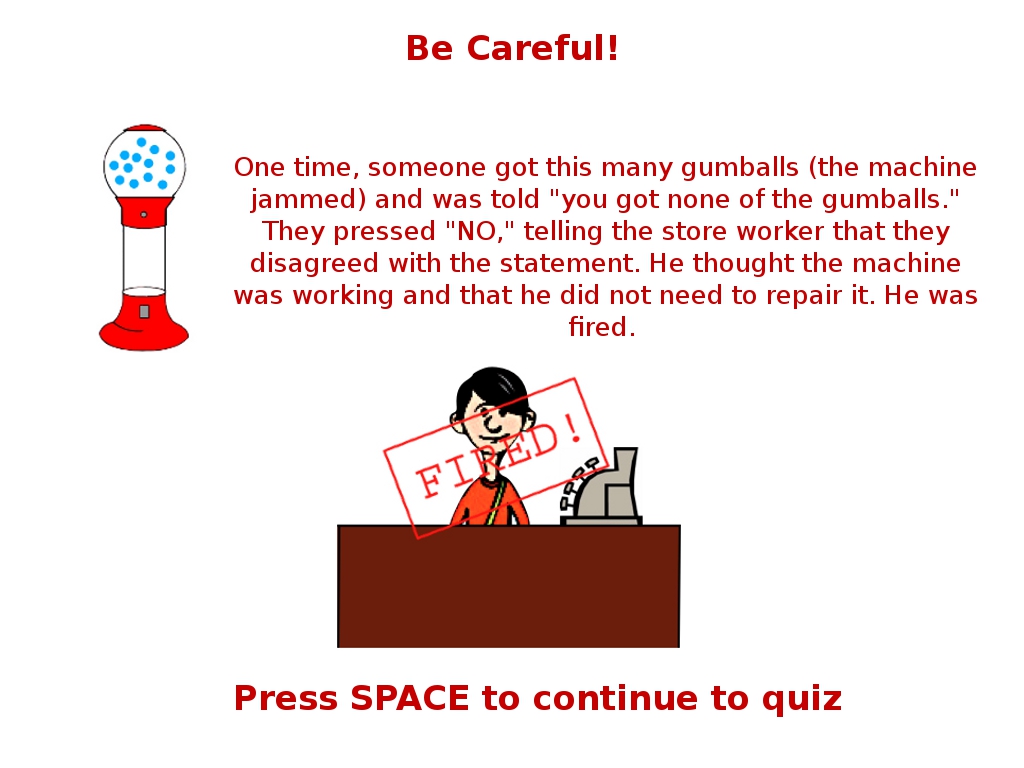 Be Careful!
One time, someone got this many gumballs (the machine
jammed) and was told "you got none of the gumballs."
They pressed "NO," telling the store worker that they
disagreed with the statement. He thought the machine
was working and that he did not need to repair it. He was
fired.
FIRED!
Press SPACE to continue to quiz